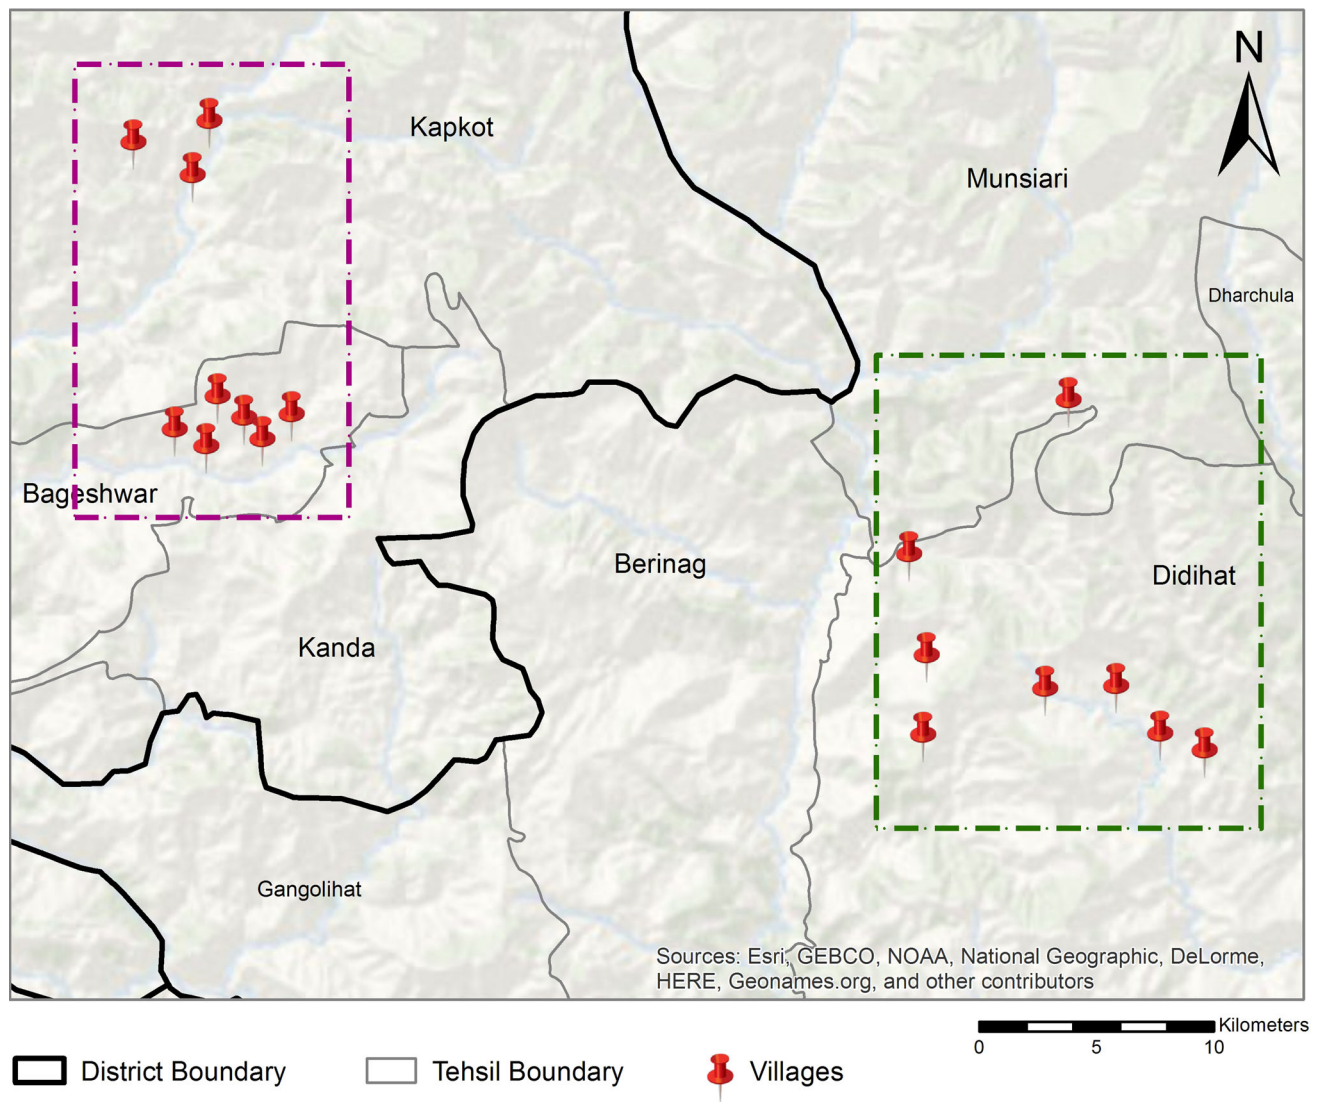 N
Kapkot
Munsiari
Dharchula
Bageshwar
Berinag
Didihat
Kanda
Gangolihat
Sources: Esri, GEBCO, NOAA, National Geographic, DeLorme,
HERE, Geonames.org, and other contributors
Kilometers
0 5 10
District Boundary Tehsil Boundary Villages